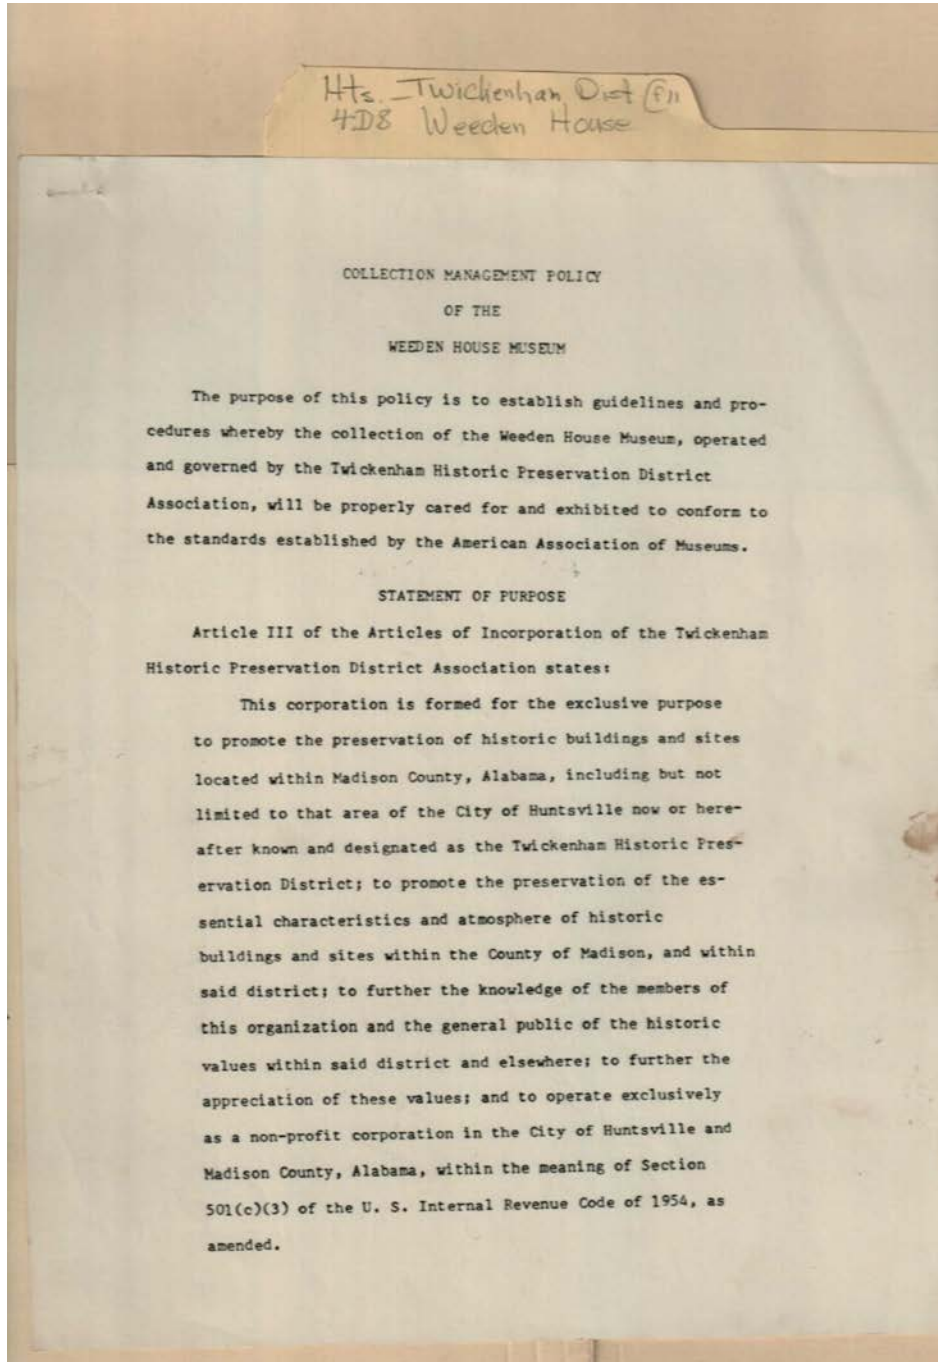 Hts. - Twickenham Dist
4-D8 Weeden House
COLLECTION MANAGEMENT POLICY
OF THE
WEEDEN HOUSE MUSEUM
The purpose of this policy is to establish guidelines and pro-
cedures whereby the collection of the Weeden House Museum, operated
and governed by the Twickenham Historic Preservation District
Association, will be properly cared for and exhibited to conform to
the standards established by the American Association of Museums.
STATEMENT OF PURPOSE
Article III of the Articles of Incorporation of the Twickenham
Historic Preservation District Association states:
This corporation is formed for the exclusive purpose
to promote the preservation of historic buildings and sites
located within Madison County, Alabama, including but not
limited to that area of the City of Huntsville now or here-
after known and designated as the Twickenham Historic Pres-
ervation District; to promote the preservation of the es-
sential characteristics and atmosphere of historic
buildings and sites within the County of Madison, and within
said district; to further the knowledge of the members of
this organization and the general public of the historic
values within said district and elsewhere; to further the
appreciation of these values; and to operate exclusively
as a non-profit corporation in the City of Huntsville and
Madison County, Alabama, within the meaning of Section
501(c)(3) of the U. S. Internal Revenue Code of 1954, as
amended.